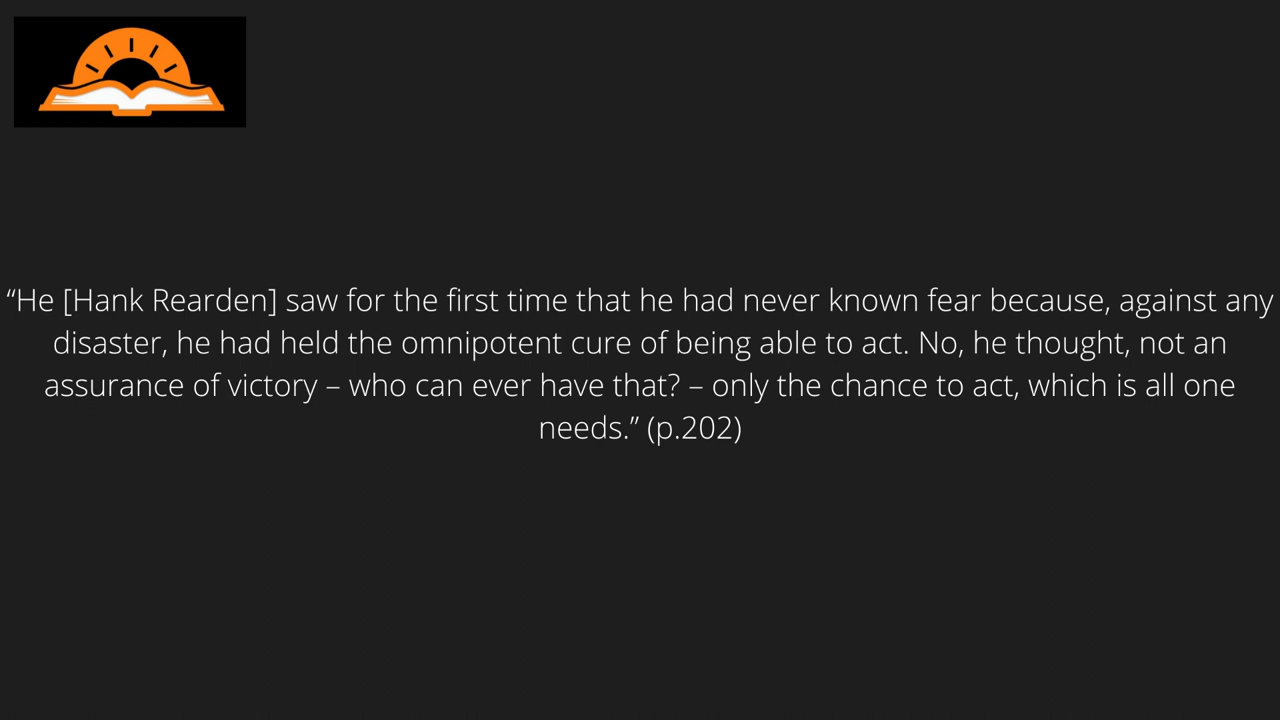 “He [Hank Rearden] saw for the first time that he had never known fear because, against any
disaster, he had held the omnipotent cure of being able to act. No, he thought, not an
assurance of victory – who can ever have that? – only the chance to act, which is all one
needs.” (p.202)